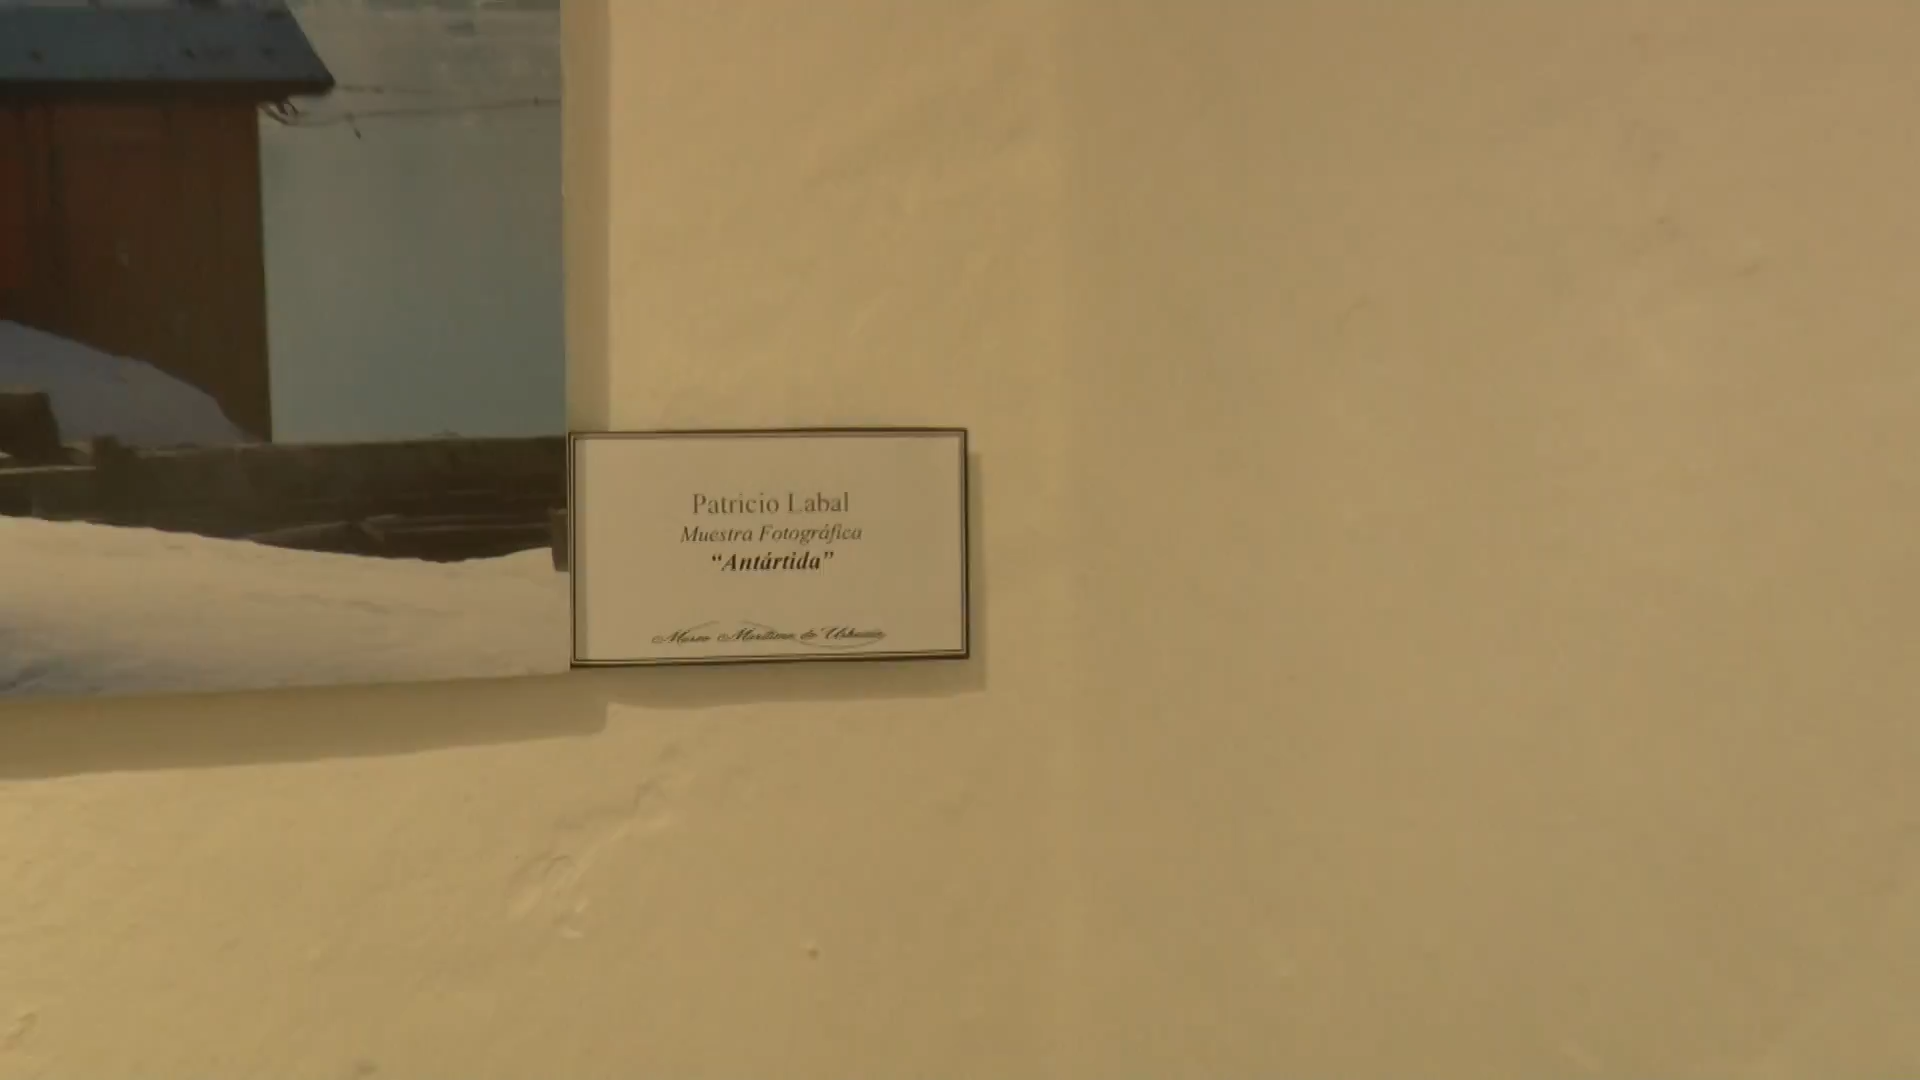 Patricio Labal
Muestra Fotográfica
“Antártida”
Museo Marítimo de Ushuaia